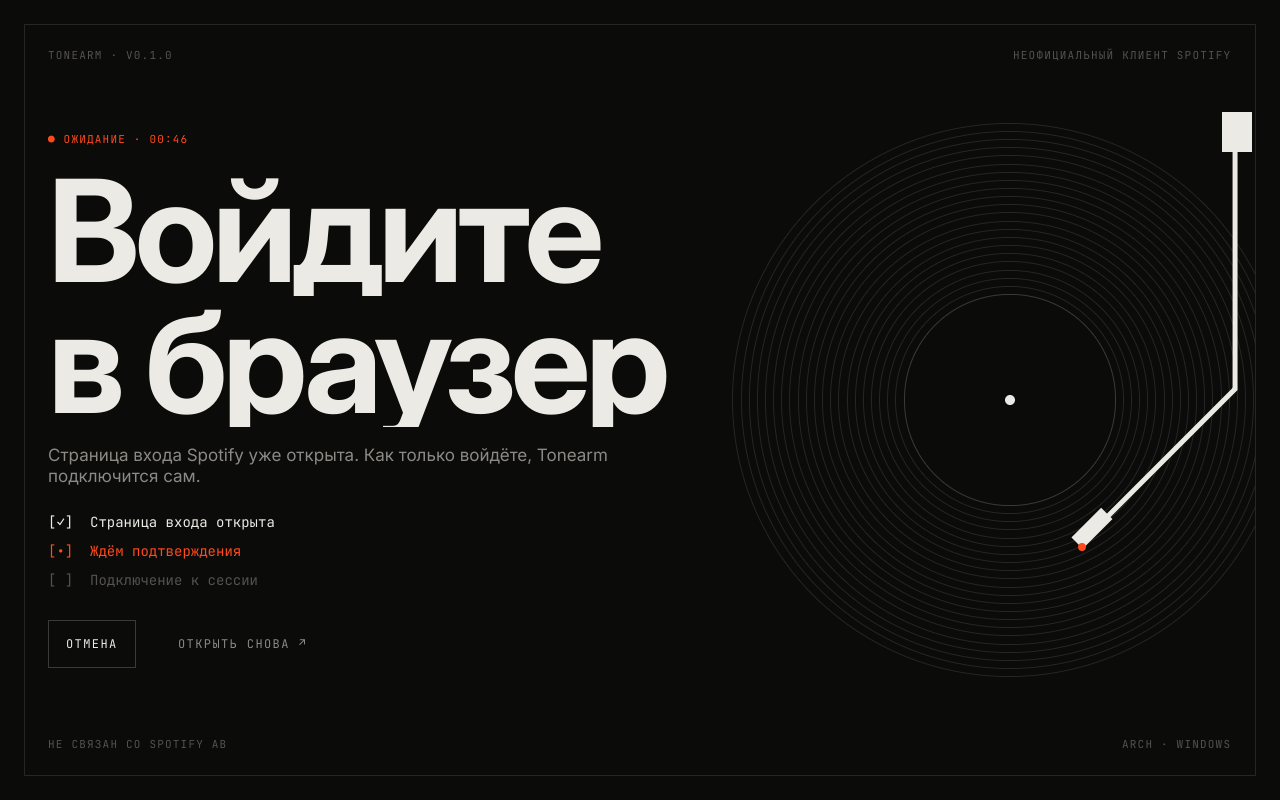 TONEARM · V0.1.0
НЕОФИЦИАЛЬНЫЙ КЛИЕНТ SPOTIFY
ОЖИДАНИЕ · 00:46
Войдите
в браузер
Страница входа Spotify уже открыта. Как только войдёте, Tonearm
подключится сам.
[✓] Страница входа открыта
[•] Ждём подтверждения
[ ] Подключение к сессии
ОТМЕНА
ОТКРЫТЬ СНОВА ↗
НЕ СВЯЗАН СО SPOTIFY AB
ARCH · WINDOWS